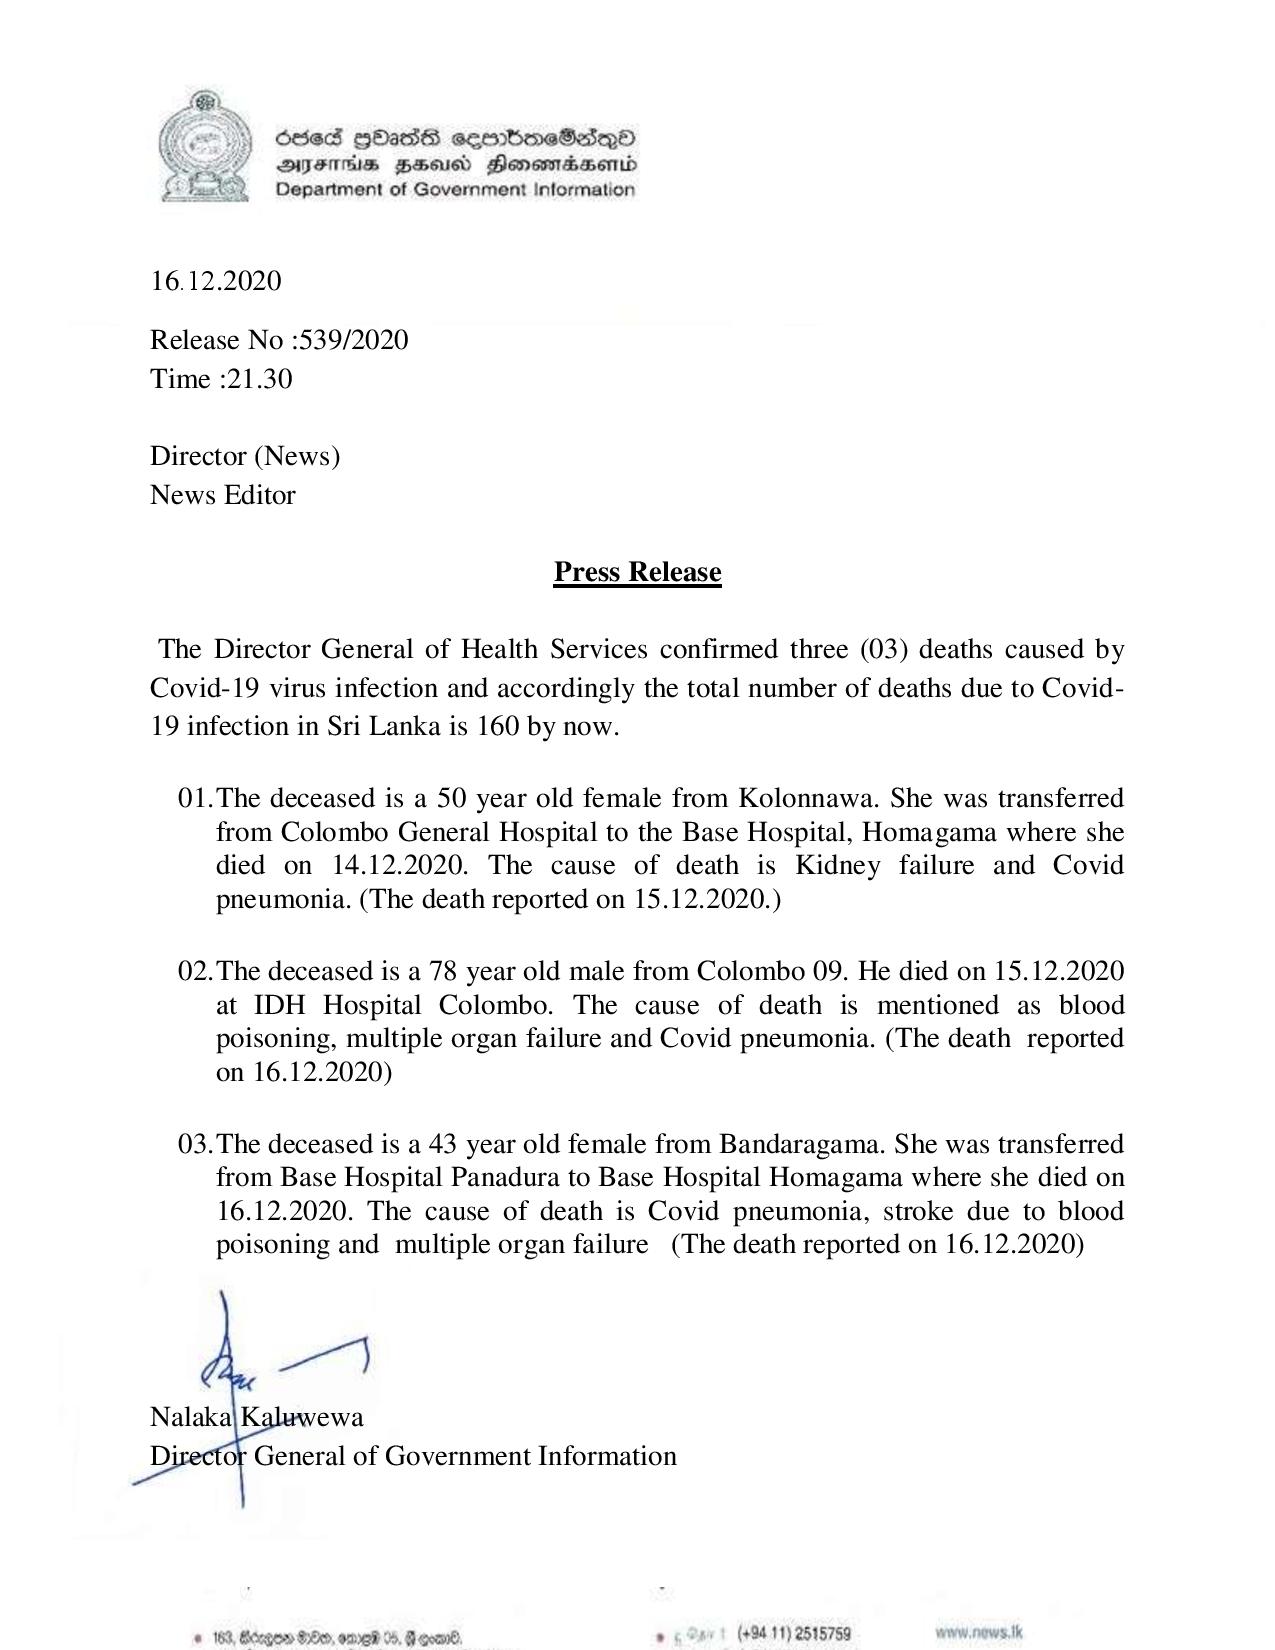 රජයේ ප්‍රවෘත්ති දෙපාර්තමේන්තුව
அரசாங்க தகவல் திணைக்களம்
Department of Government Information
16.12.2020
Release No :539/2020
Time :21.30
Director (News)
News Editor
Press Release
The Director General of Health Services confirmed three (03) deaths caused by
Covid-19 virus infection and accordingly the total number of deaths due to Covid-
19 infection in Sri Lanka is 160 by now.
01.The deceased is a 50 year old female from Kolonnawa. She was transferred
from Colombo General Hospital to the Base Hospital, Homagama where she
died on 14.12.2020. The cause of death is Kidney failure and Covid
pneumonia. (The death reported on 15.12.2020.)
02.The deceased is a 78 year old male from Colombo 09. He died on 15.12.2020
at IDH Hospital Colombo. The cause of death is mentioned as blood
poisoning, multiple organ failure and Covid pneumonia. (The death reported
on 16.12.2020)
03.The deceased is a 43 year old female from Bandaragama. She was transferred
from Base Hospital Panadura to Base Hospital Homagama where she died on
16.12.2020. The cause of death is Covid pneumonia, stroke due to blood
poisoning and multiple organ failure (The death reported on 16.12.2020)
Nalaka Kaluwewa
Director General of Government Information
163, කිරුලපන මාවත, කොළඹ 05, ශ්‍රී ලංකාව.
(+94 11) 2515759
www.news.lk